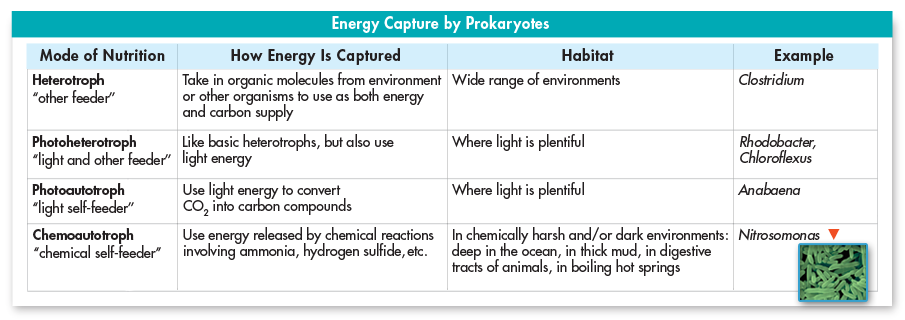 Energy Capture by Prokaryotes
Mode of Nutrition How Energy Is Captured Habitat Example
Heterotroph
“other feeder”
Take in organic molecules from environment
or other organisms to use as both energy
and carbon supply
Wide range of environments
Clostridium
Photoheterotroph
“light and other feeder”
Like basic heterotrophs, but also use
light energy
Where light is plentiful
Rhodobacter,
Chloroflexus
Photoautotroph
“light self-feeder”
Use light energy to convert
CO₂ into carbon compounds
Where light is plentiful
Anabaena
Chemoautotroph
“chemical self-feeder”
Use energy released by chemical reactions
involving ammonia, hydrogen sulfide, etc.
In chemically harsh and/or dark environments:
deep in the ocean, in thick mud, in digestive
tracts of animals, in boiling hot springs
Nitrosomonas